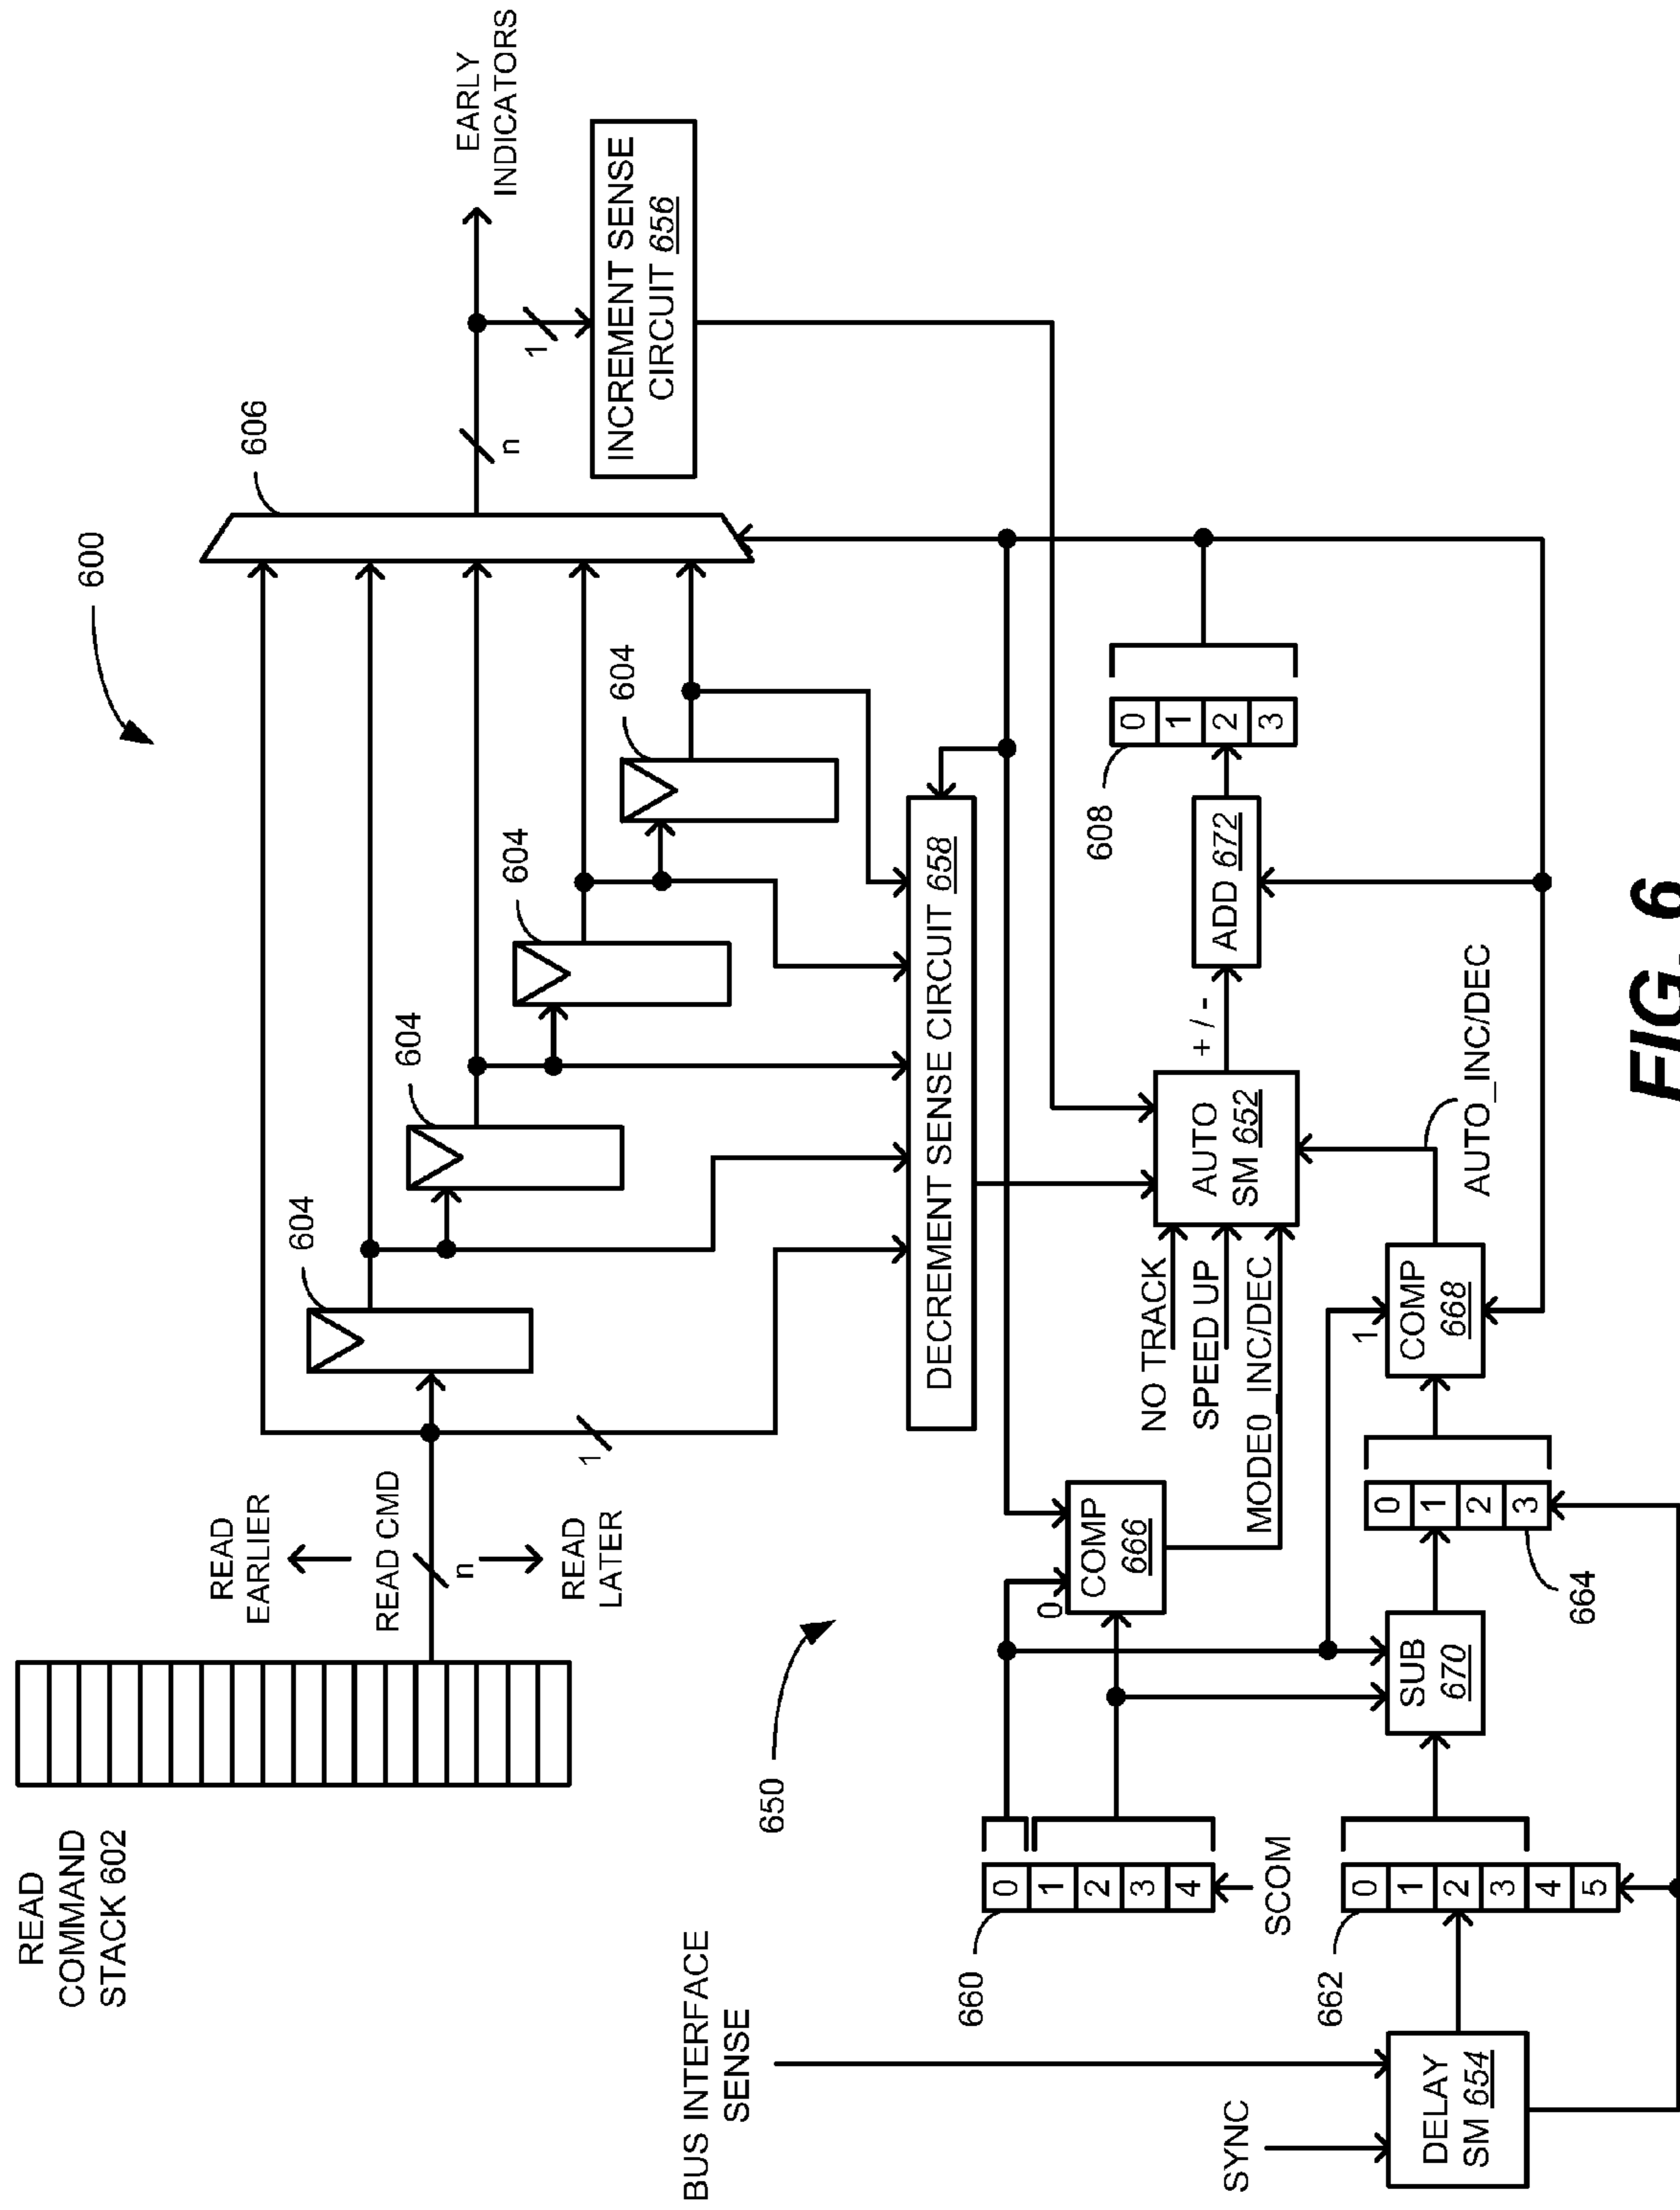 600
READ
COMMAND
STACK 602
READ
EARLIER
READ CMD
n
READ
LATER
1
604
604
604
604
606
n
EARLY
INDICATORS
1
INCREMENT SENSE
CIRCUIT 656
DECREMENT SENSE CIRCUIT 658
650
BUS INTERFACE
SENSE
SYNC
DELAY
SM 654
660
0
1
2
3
4
SCOM
662
0
1
2
3
4
5
0
COMP
666
SUB
670
664
0
1
2
3
NO TRACK
SPEED UP
MODE0_INC/DEC
1
COMP
668
AUTO_INC/DEC
AUTO
SM 652
+ / -
ADD 672
608
0
1
2
3
FIG. 6